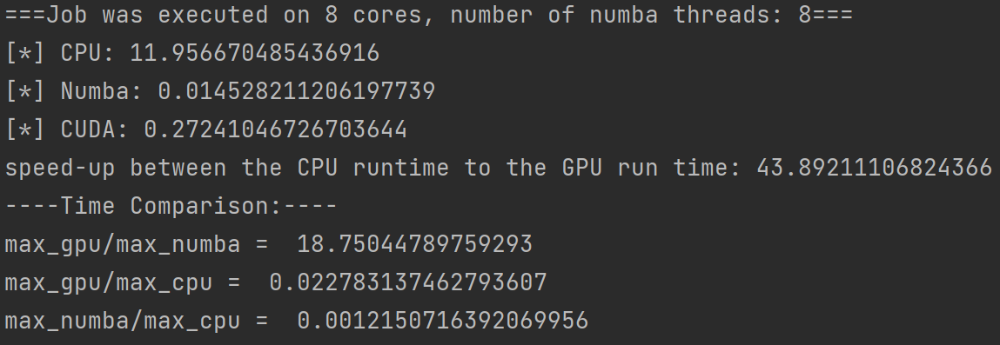 ===Job was executed on 8 cores, number of numba threads: 8===
[*] CPU: 11.956670485436916
[*] Numba: 0.014528211206197739
[*] CUDA: 0.27241046726703644
speed-up between the CPU runtime to the GPU run time: 43.89211106824366
----Time Comparison:----
max_gpu/max_numba =  18.75044789759293
max_gpu/max_cpu =  0.022783137462793607
max_numba/max_cpu =  0.0012150716392069956